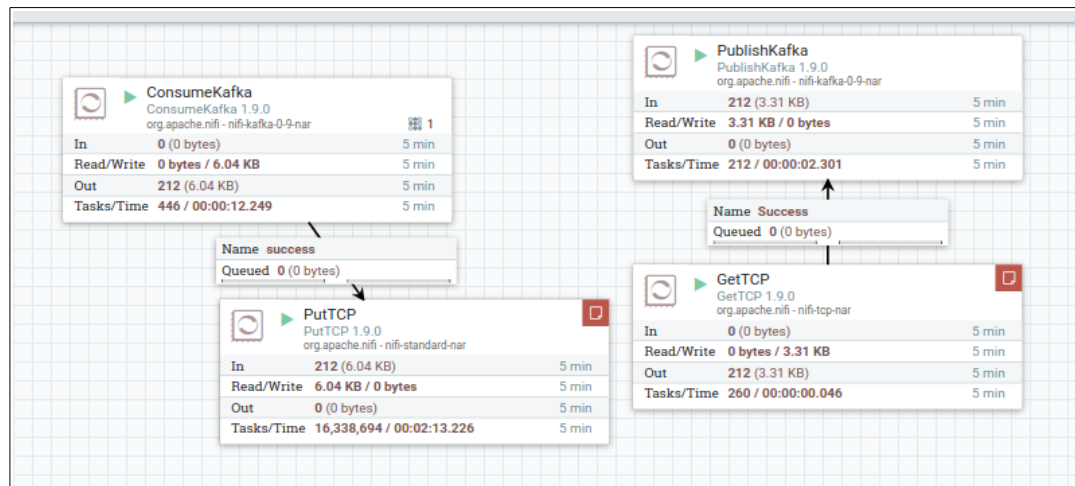 ConsumeKafka
ConsumeKafka 1.9.0
org.apache.nifi - nifi-kafka-0-9-nar
1
In 0 (0 bytes) 5 min
Read/Write 0 bytes / 6.04 KB 5 min
Out 212 (6.04 KB) 5 min
Tasks/Time 446 / 00:00:12.249 5 min
Name success
Queued 0 (0 bytes)
PutTCP
PutTCP 1.9.0
org.apache.nifi - nifi-standard-nar
In 212 (6.04 KB) 5 min
Read/Write 6.04 KB / 0 bytes 5 min
Out 0 (0 bytes) 5 min
Tasks/Time 16,338,694 / 00:02:13.226 5 min
PublishKafka
PublishKafka 1.9.0
org.apache.nifi - nifi-kafka-0-9-nar
In 212 (3.31 KB) 5 min
Read/Write 3.31 KB / 0 bytes 5 min
Out 0 (0 bytes) 5 min
Tasks/Time 212 / 00:00:02.301 5 min
Name Success
Queued 0 (0 bytes)
GetTCP
GetTCP 1.9.0
org.apache.nifi - nifi-tcp-nar
In 0 (0 bytes) 5 min
Read/Write 0 bytes / 3.31 KB 5 min
Out 212 (3.31 KB) 5 min
Tasks/Time 260 / 00:00:00.046 5 min